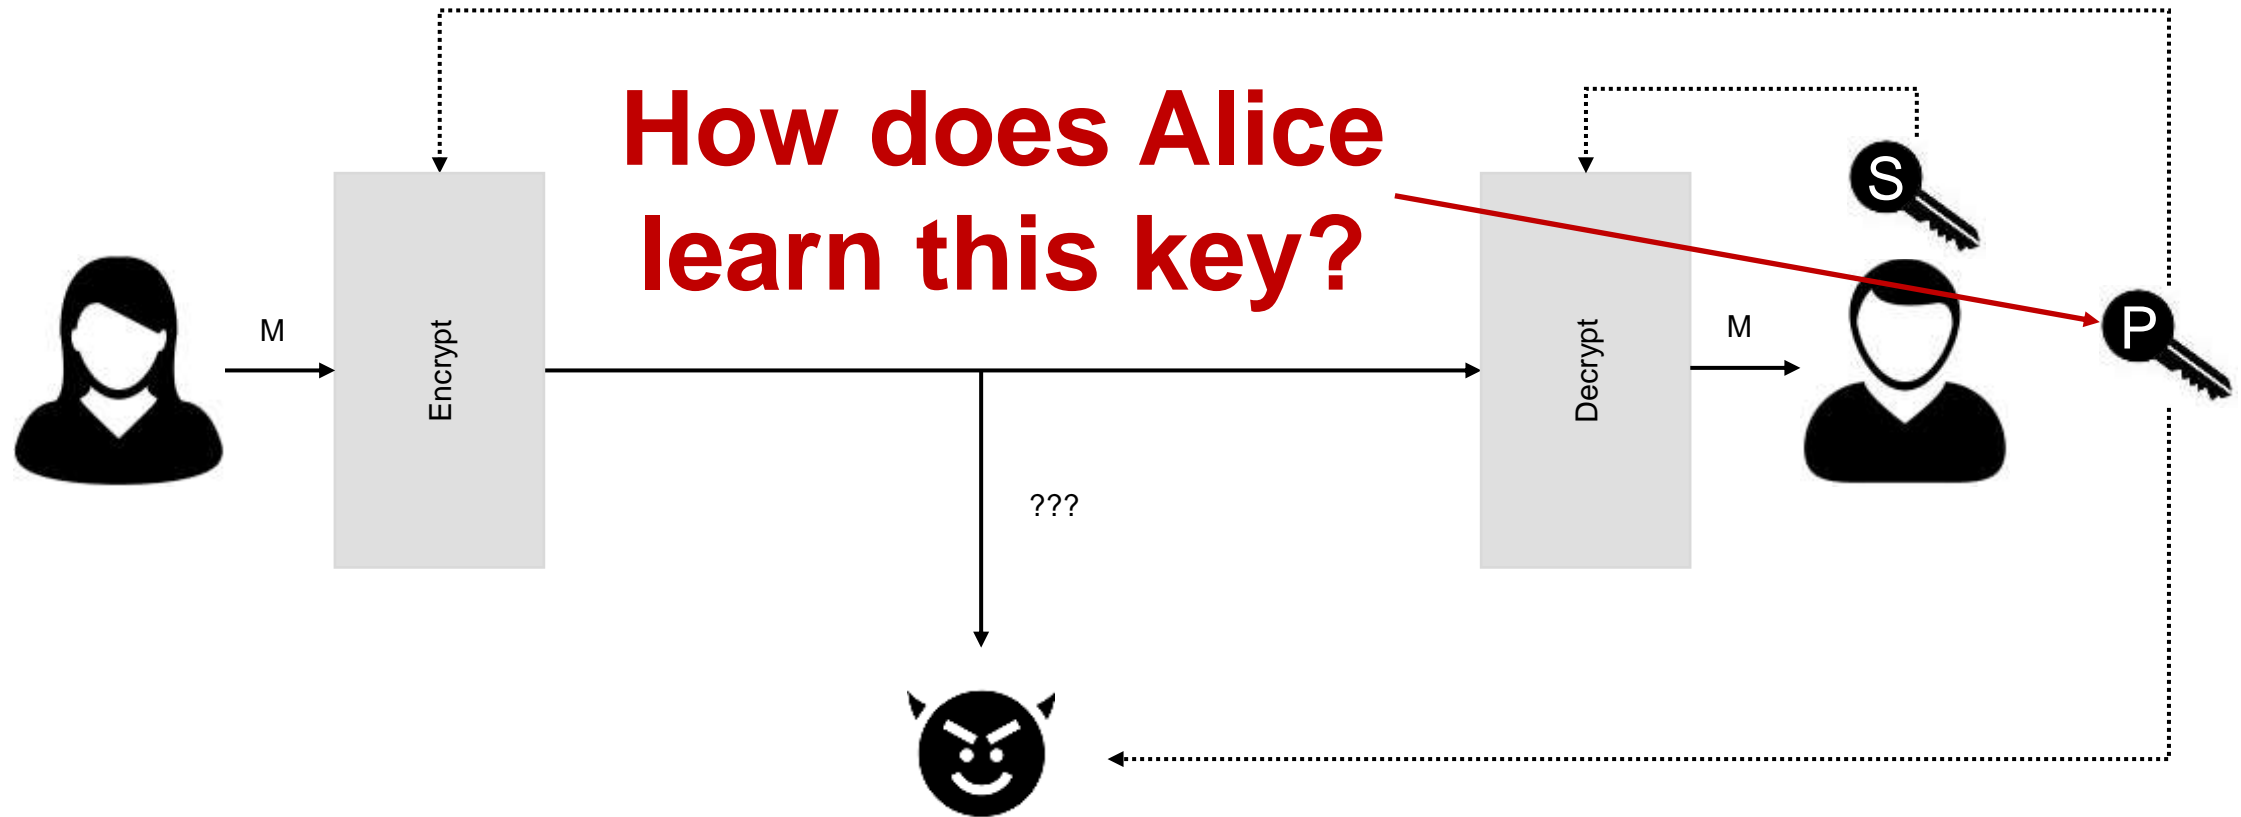 How does Alice
learn this key?
S
P
M
M
Encrypt
Decrypt
???